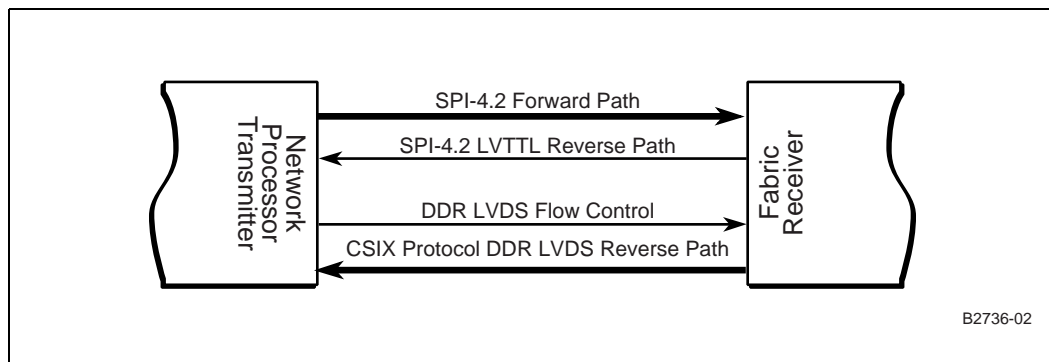 Network
Processor
Transmitter
SPI-4.2 Forward Path
SPI-4.2 LVTTL Reverse Path
DDR LVDS Flow Control
CSIX Protocol DDR LVDS Reverse Path
Fabric
Receiver
B2736-02